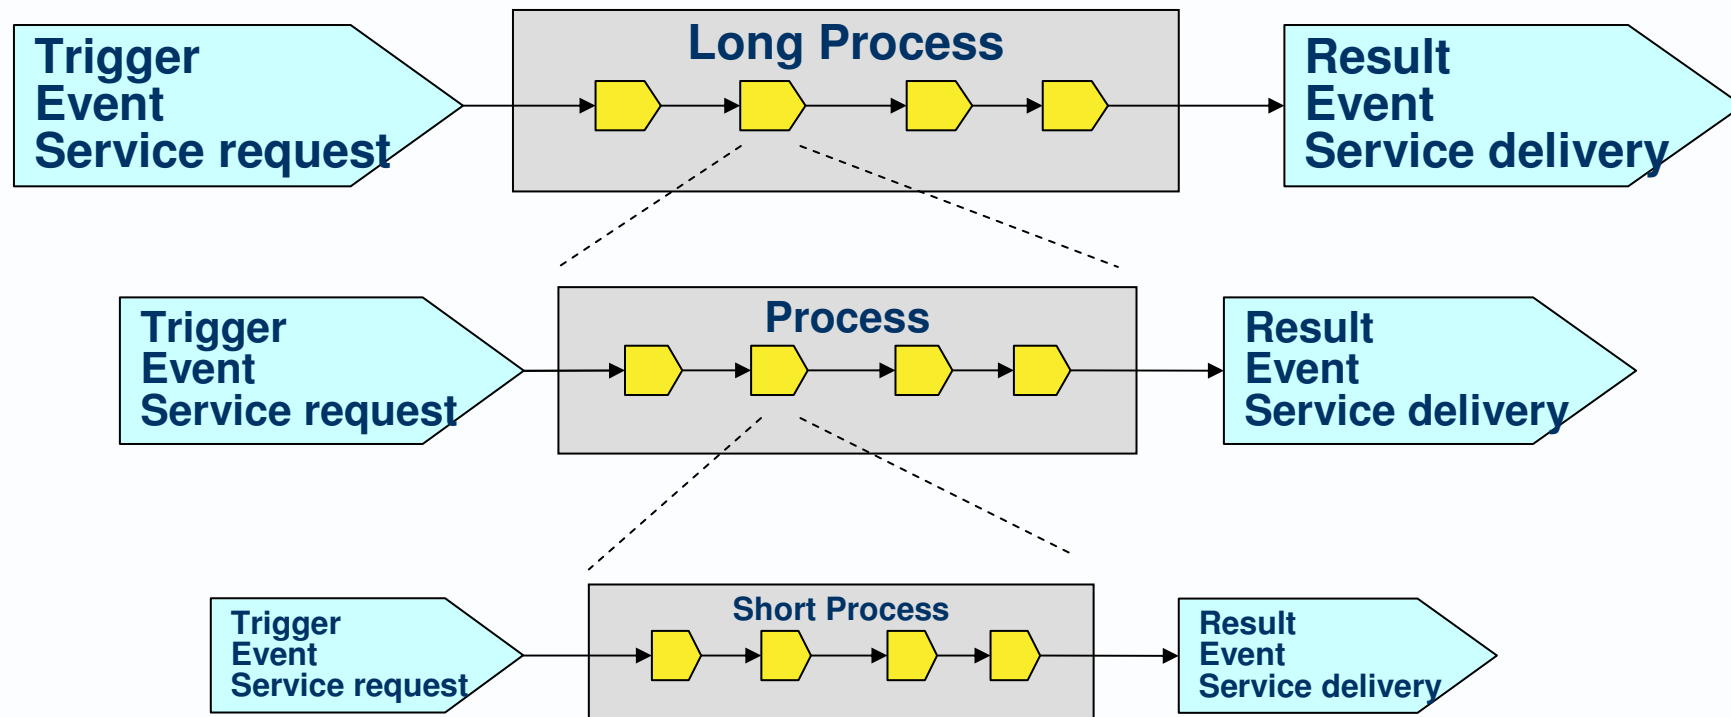 Trigger
Event
Service request
Long Process
Result
Event
Service delivery
Trigger
Event
Service request
Process
Result
Event
Service delivery
Trigger
Event
Service request
Short Process
Result
Event
Service delivery